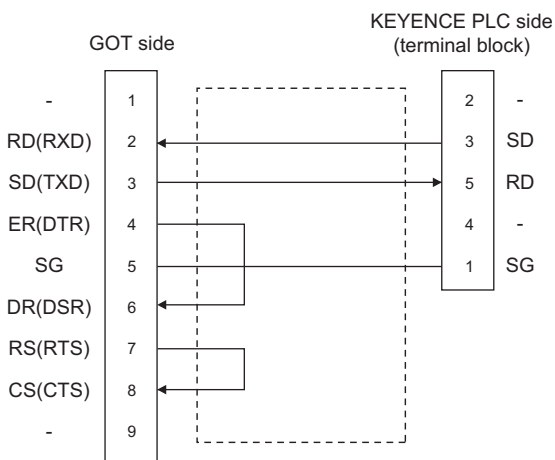 KEYENCE PLC side
(terminal block)
GOT side
- 1 2 -
RD(RXD) 2 3 SD
SD(TXD) 3 5 RD
ER(DTR) 4 4 -
SG 5 1 SG
DR(DSR) 6
RS(RTS) 7
CS(CTS) 8
- 9